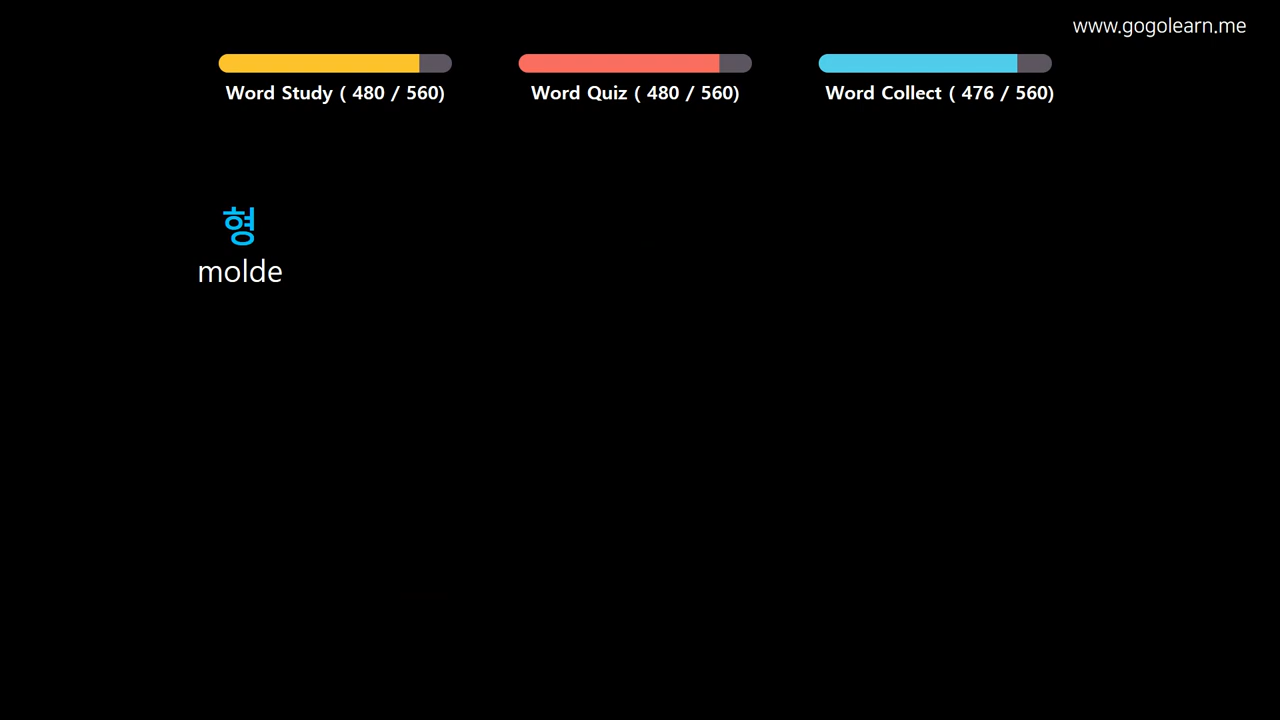 www.gogolearn.me
Word Study ( 480 / 560)
Word Quiz ( 480 / 560)
Word Collect ( 476 / 560)
형
molde